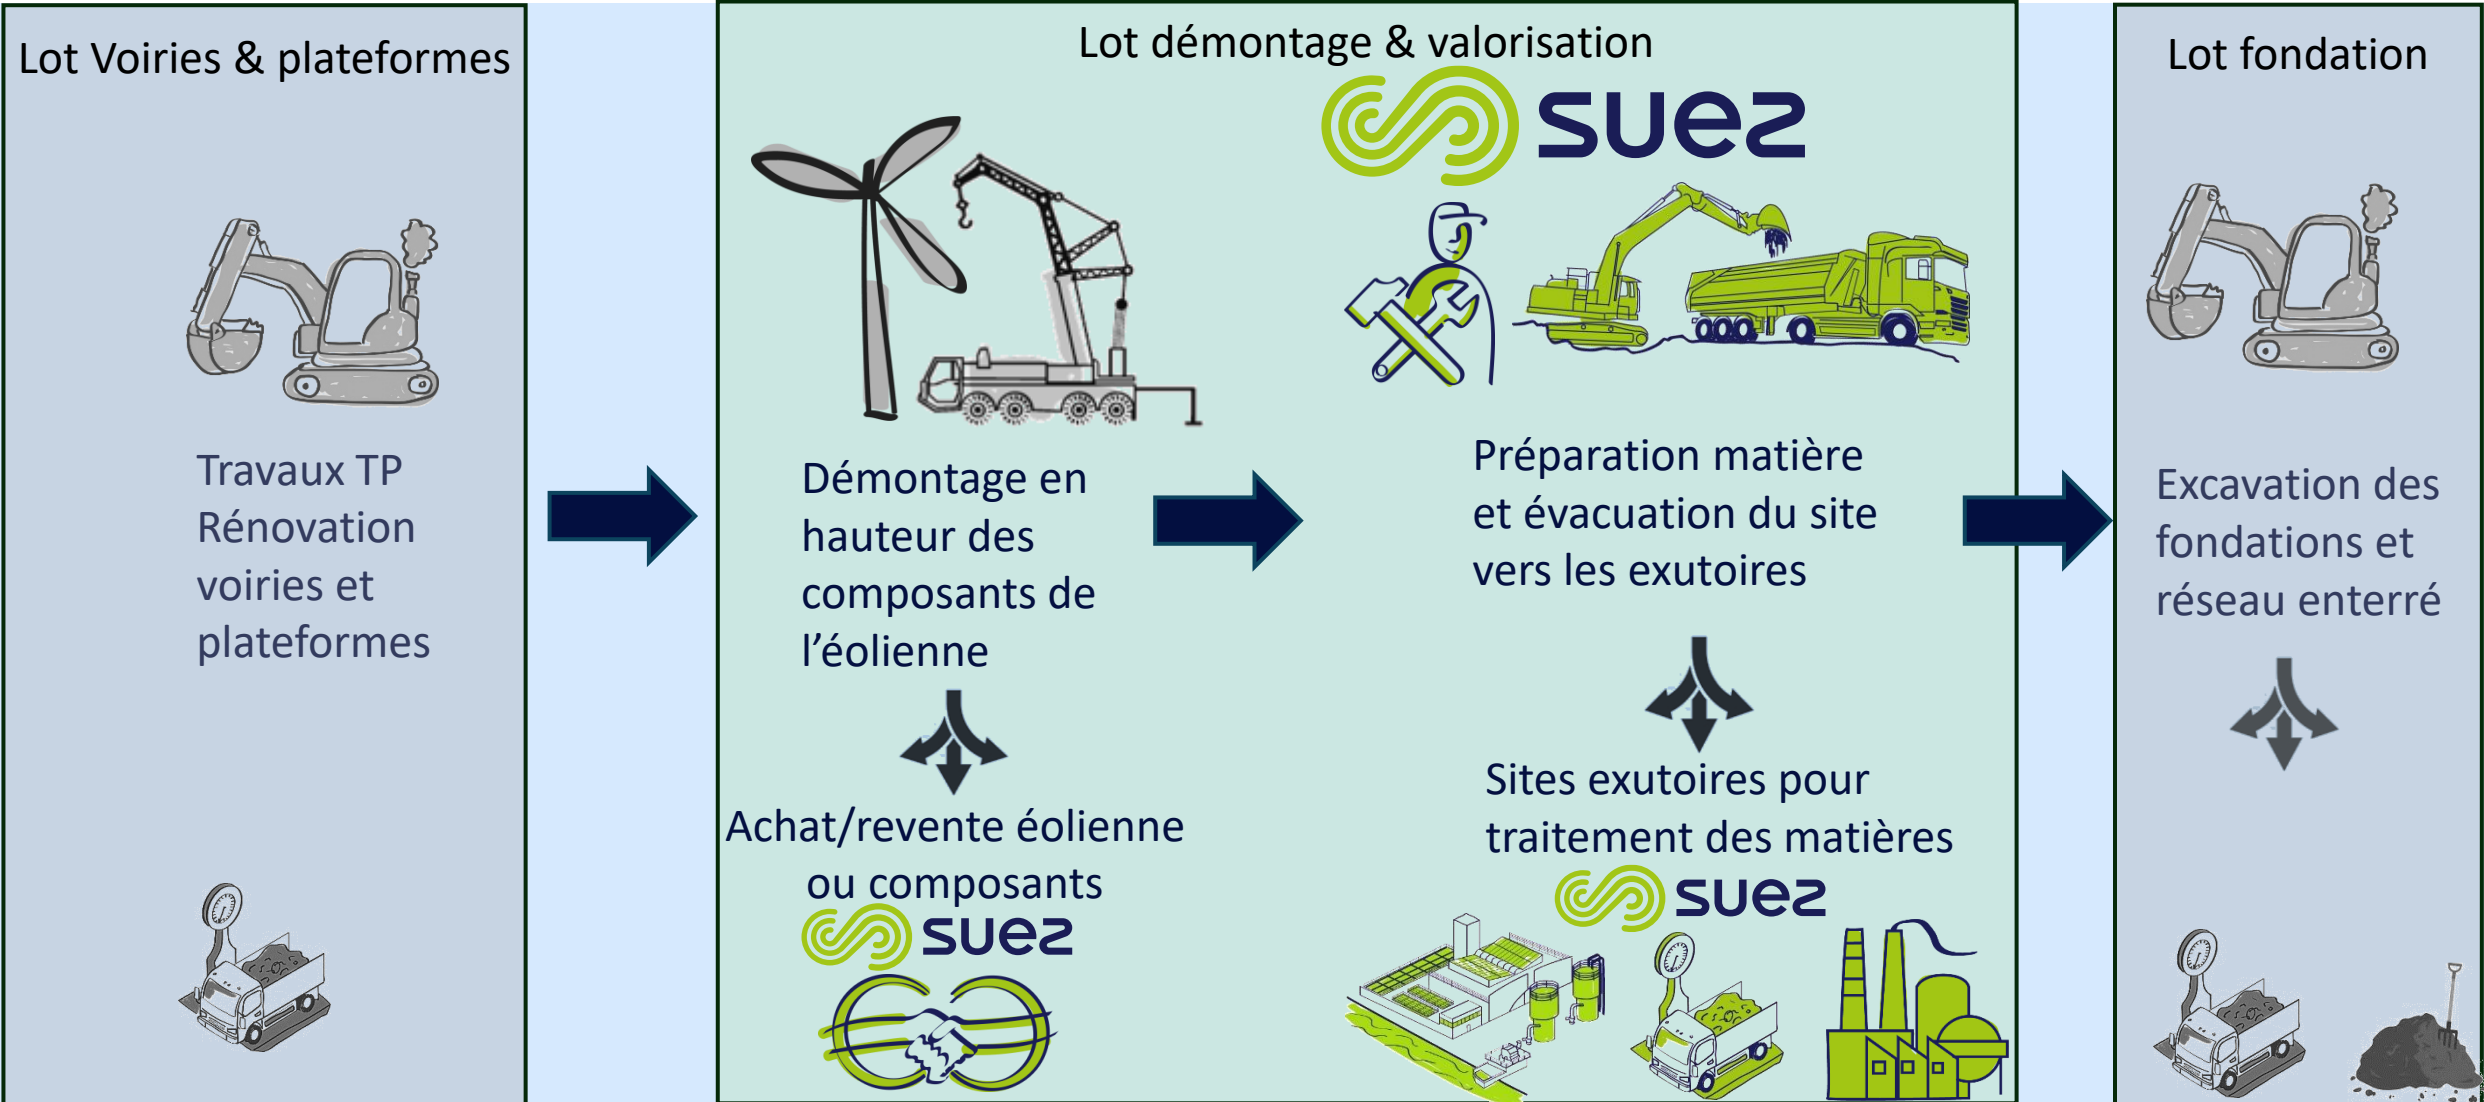 Lot Voiries & plateformes
Travaux TP
Rénovation
voiries et
plateformes
Lot démontage & valorisation
suez
Démontage en
hauteur des
composants de
l’éolienne
Achat/revente éolienne
ou composants
suez
Préparation matière
et évacuation du site
vers les exutoires
Sites exutoires pour
traitement des matières
suez
Lot fondation
Excavation des
fondations et
réseau enterré